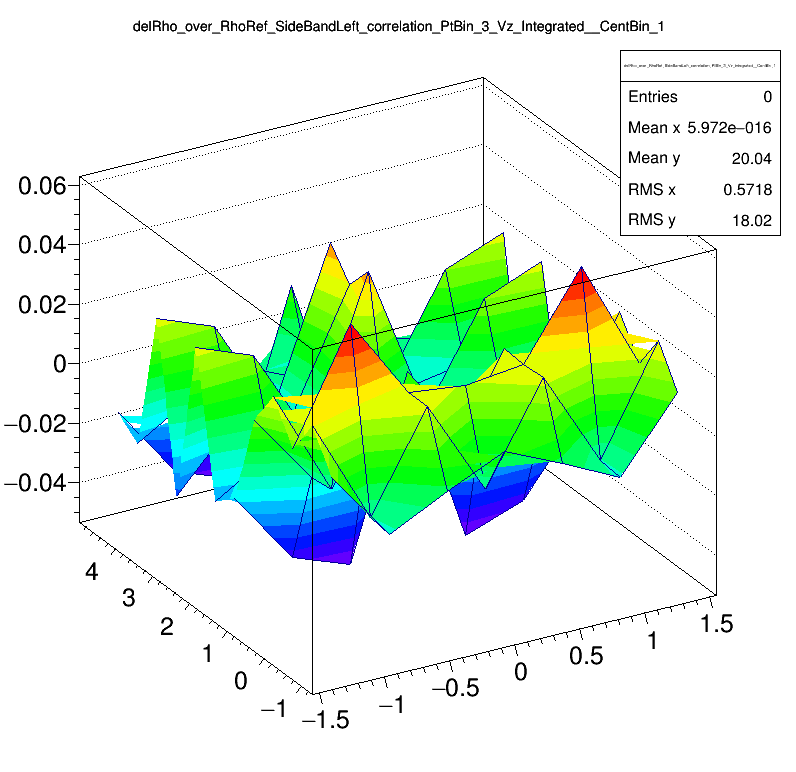 delRho_over_RhoRef_SideBandLeft_correlation_PtBin_3_Vz_Integrated__CentBin_1
delRho_over_RhoRef_SideBandLeft_correlation_PtBin_3_Vz_Integrated__CentBin_1
Entries 0
Mean x 5.972e−016
Mean y 20.04
RMS x 0.5718
RMS y 18.02
0.06
0.04
0.02
0
−0.02
−0.04
4
3
2
1
0
−1
−1.5
−1
−0.5
0
0.5
1
1.5